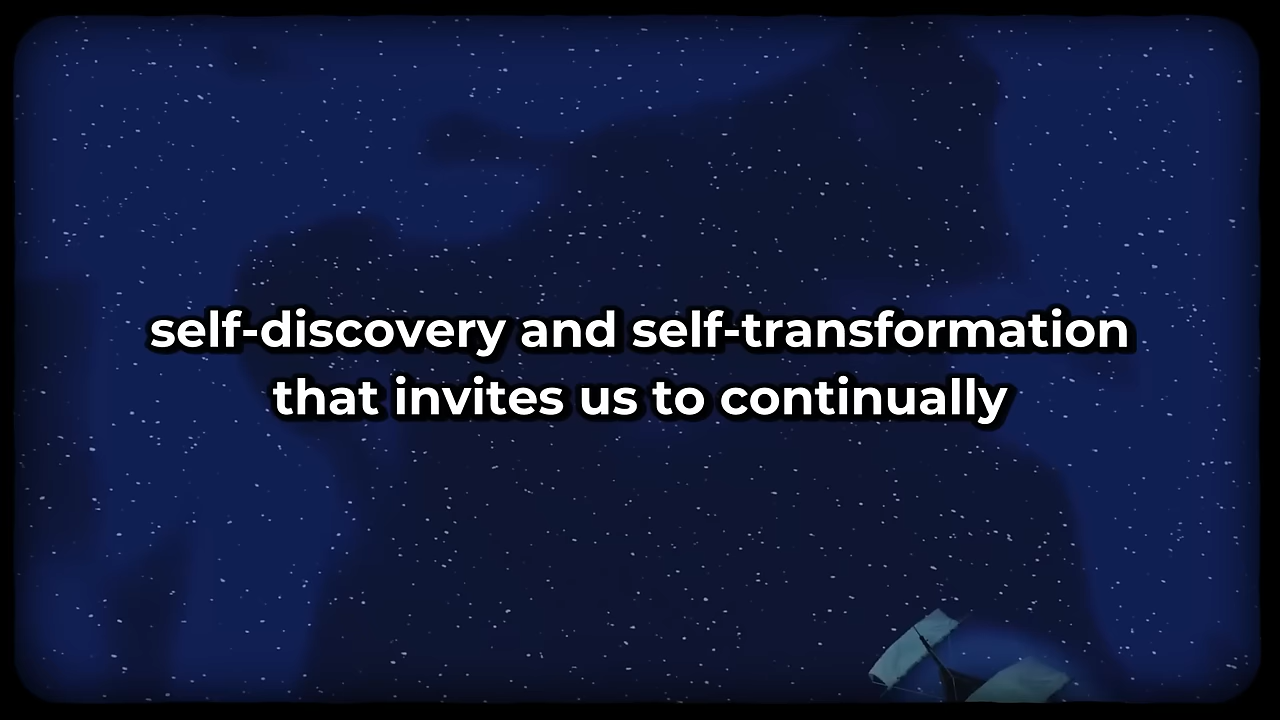 self-discovery and self-transformation
that invites us to continually